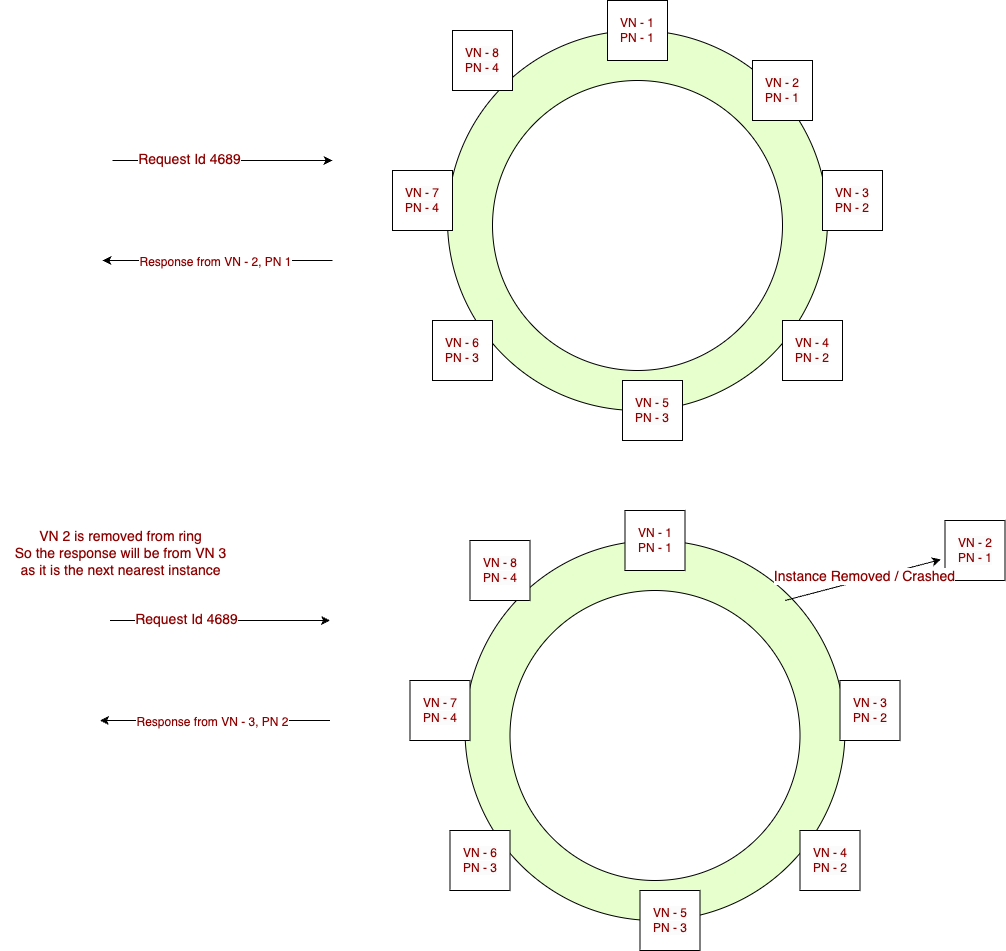 VN - 1
PN - 1
VN - 8
PN - 4
VN - 2
PN - 1
Request Id 4689
VN - 7
PN - 4
VN - 3
PN - 2
Response from VN - 2, PN 1
VN - 6
PN - 3
VN - 4
PN - 2
VN - 5
PN - 3
VN 2 is removed from ring
So the response will be from VN 3
as it is the next nearest instance
VN - 1
PN - 1
VN - 2
PN - 1
VN - 8
PN - 4
Instance Removed / Crashed
Request Id 4689
VN - 7
PN - 4
VN - 3
PN - 2
Response from VN - 3, PN 2
VN - 6
PN - 3
VN - 4
PN - 2
VN - 5
PN - 3